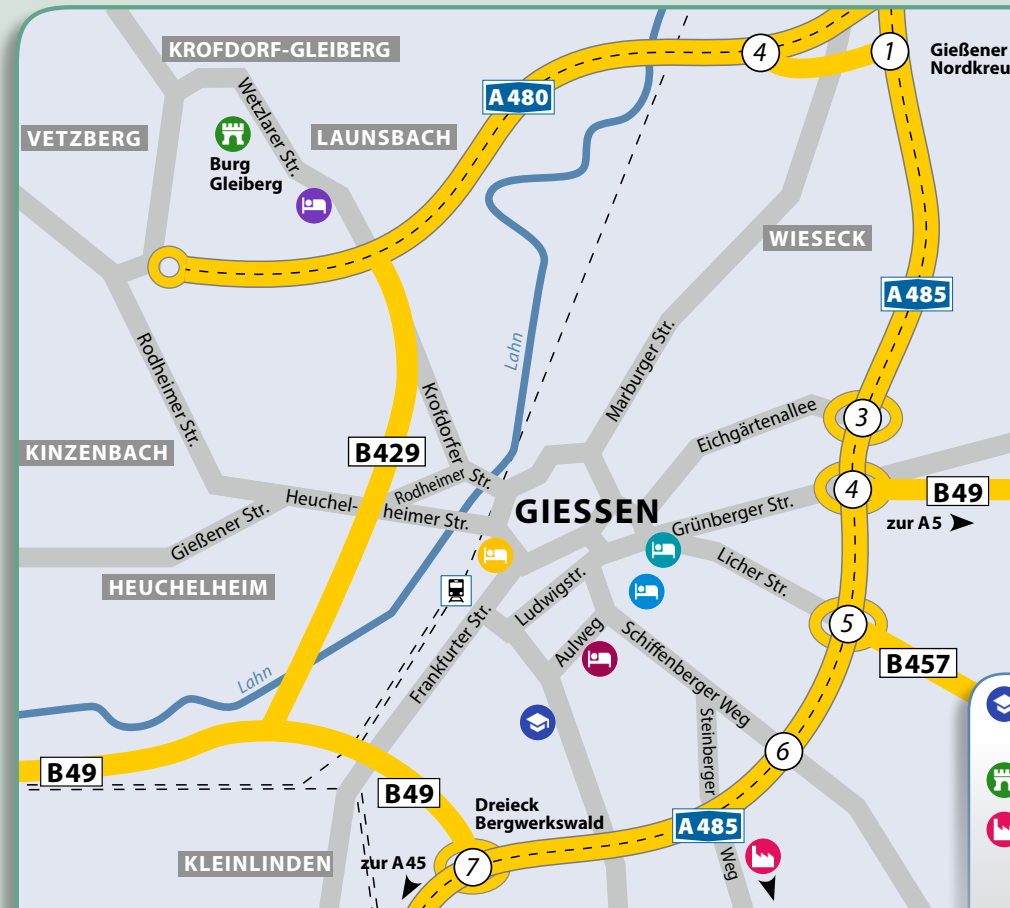 KROFDORF-GLEIBERG
4
1
Gießener
Nordkreu
Wetzlarer Str.
A 480
VETZBERG
LAUNSBACH
Burg
Gleiberg
WIESECK
A 485
Lahn
Rodheimer Str.
Marburger Str.
Krofdorfer Str.
Eichgärtenallee
3
KINZENBACH
B429
Rodheimer
4
B49
Heuchel-
heimer Str.
GIESSEN
Grünberger Str.
zur A 5
Gießener Str.
Licher Str.
HEUCHELHEIM
Ludwigstr.
5
Aulweg
Schiffenberger Weg
Frankfurter Str.
B457
Lahn
Steinberger
Weg
6
B49
B49
Dreieck
Bergwerkswald
A 485
KLEINLINDEN
zur A 45
7